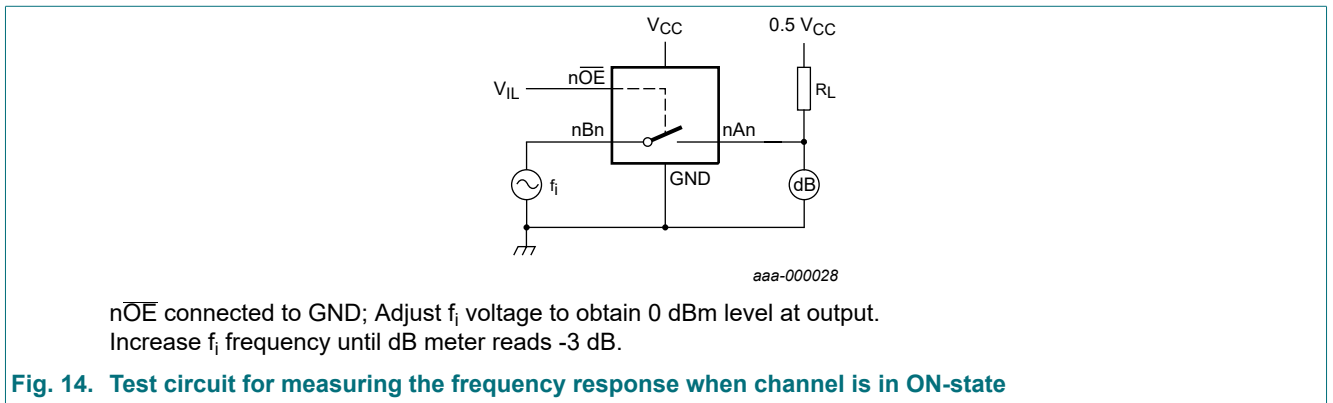 VCC
0.5 VCC
nO̅E̅
VIL
RL
nBn
nAn
GND
fi
dB
aaa-000028
nO̅E̅ connected to GND; Adjust fi voltage to obtain 0 dBm level at output.
Increase fi frequency until dB meter reads -3 dB.
Fig. 14. Test circuit for measuring the frequency response when channel is in ON-state